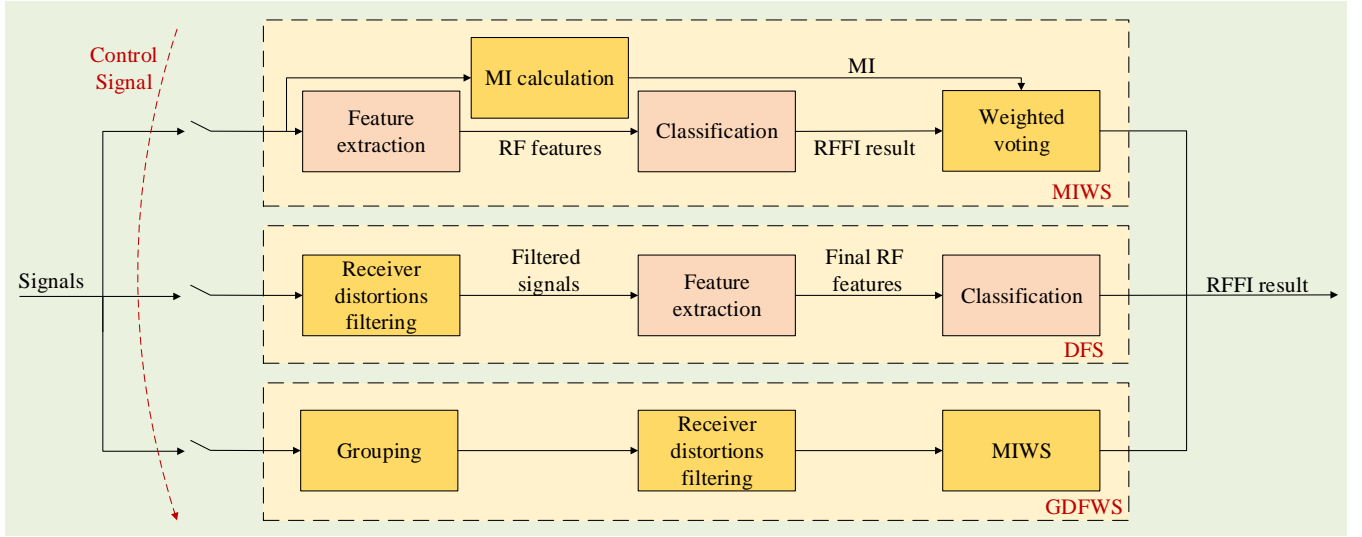 Control
Signal
MI calculation
MI
Feature
extraction
RF features
Classification
RFFI result
Weighted
voting
MIWS
Signals
Receiver
distortions
filtering
Filtered
signals
Feature
extraction
Final RF
features
Classification
RFFI result
DFS
Grouping
Receiver
distortions
filtering
MIWS
GDFWS